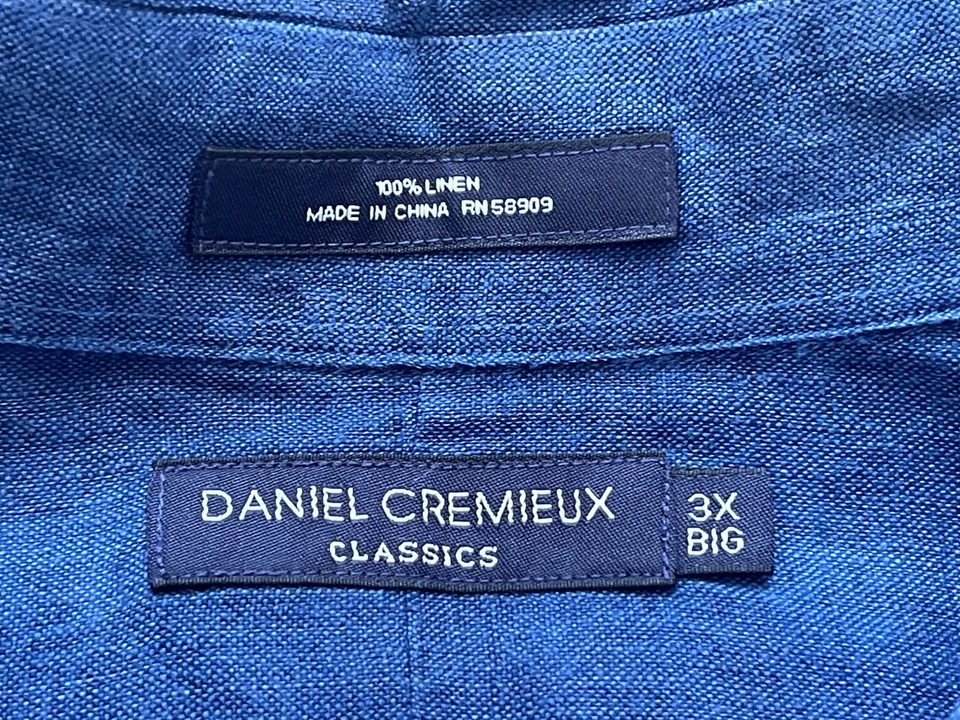 100% LINEN
MADE IN CHINA RN58909
DANIEL CREMIEUX
CLASSICS
3X
BIG